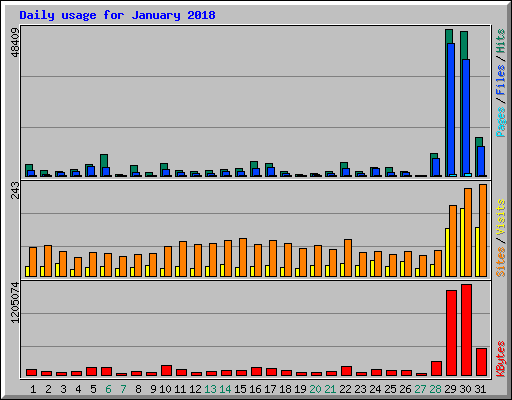 Daily usage for January 2018
48409
Pages / Files / Hits
243
Sites / Visits
1205074
KBytes
1 2 3 4 5 6 7 8 9 10 11 12 13 14 15 16 17 18 19 20 21 22 23 24 25 26 27 28 29 30 31